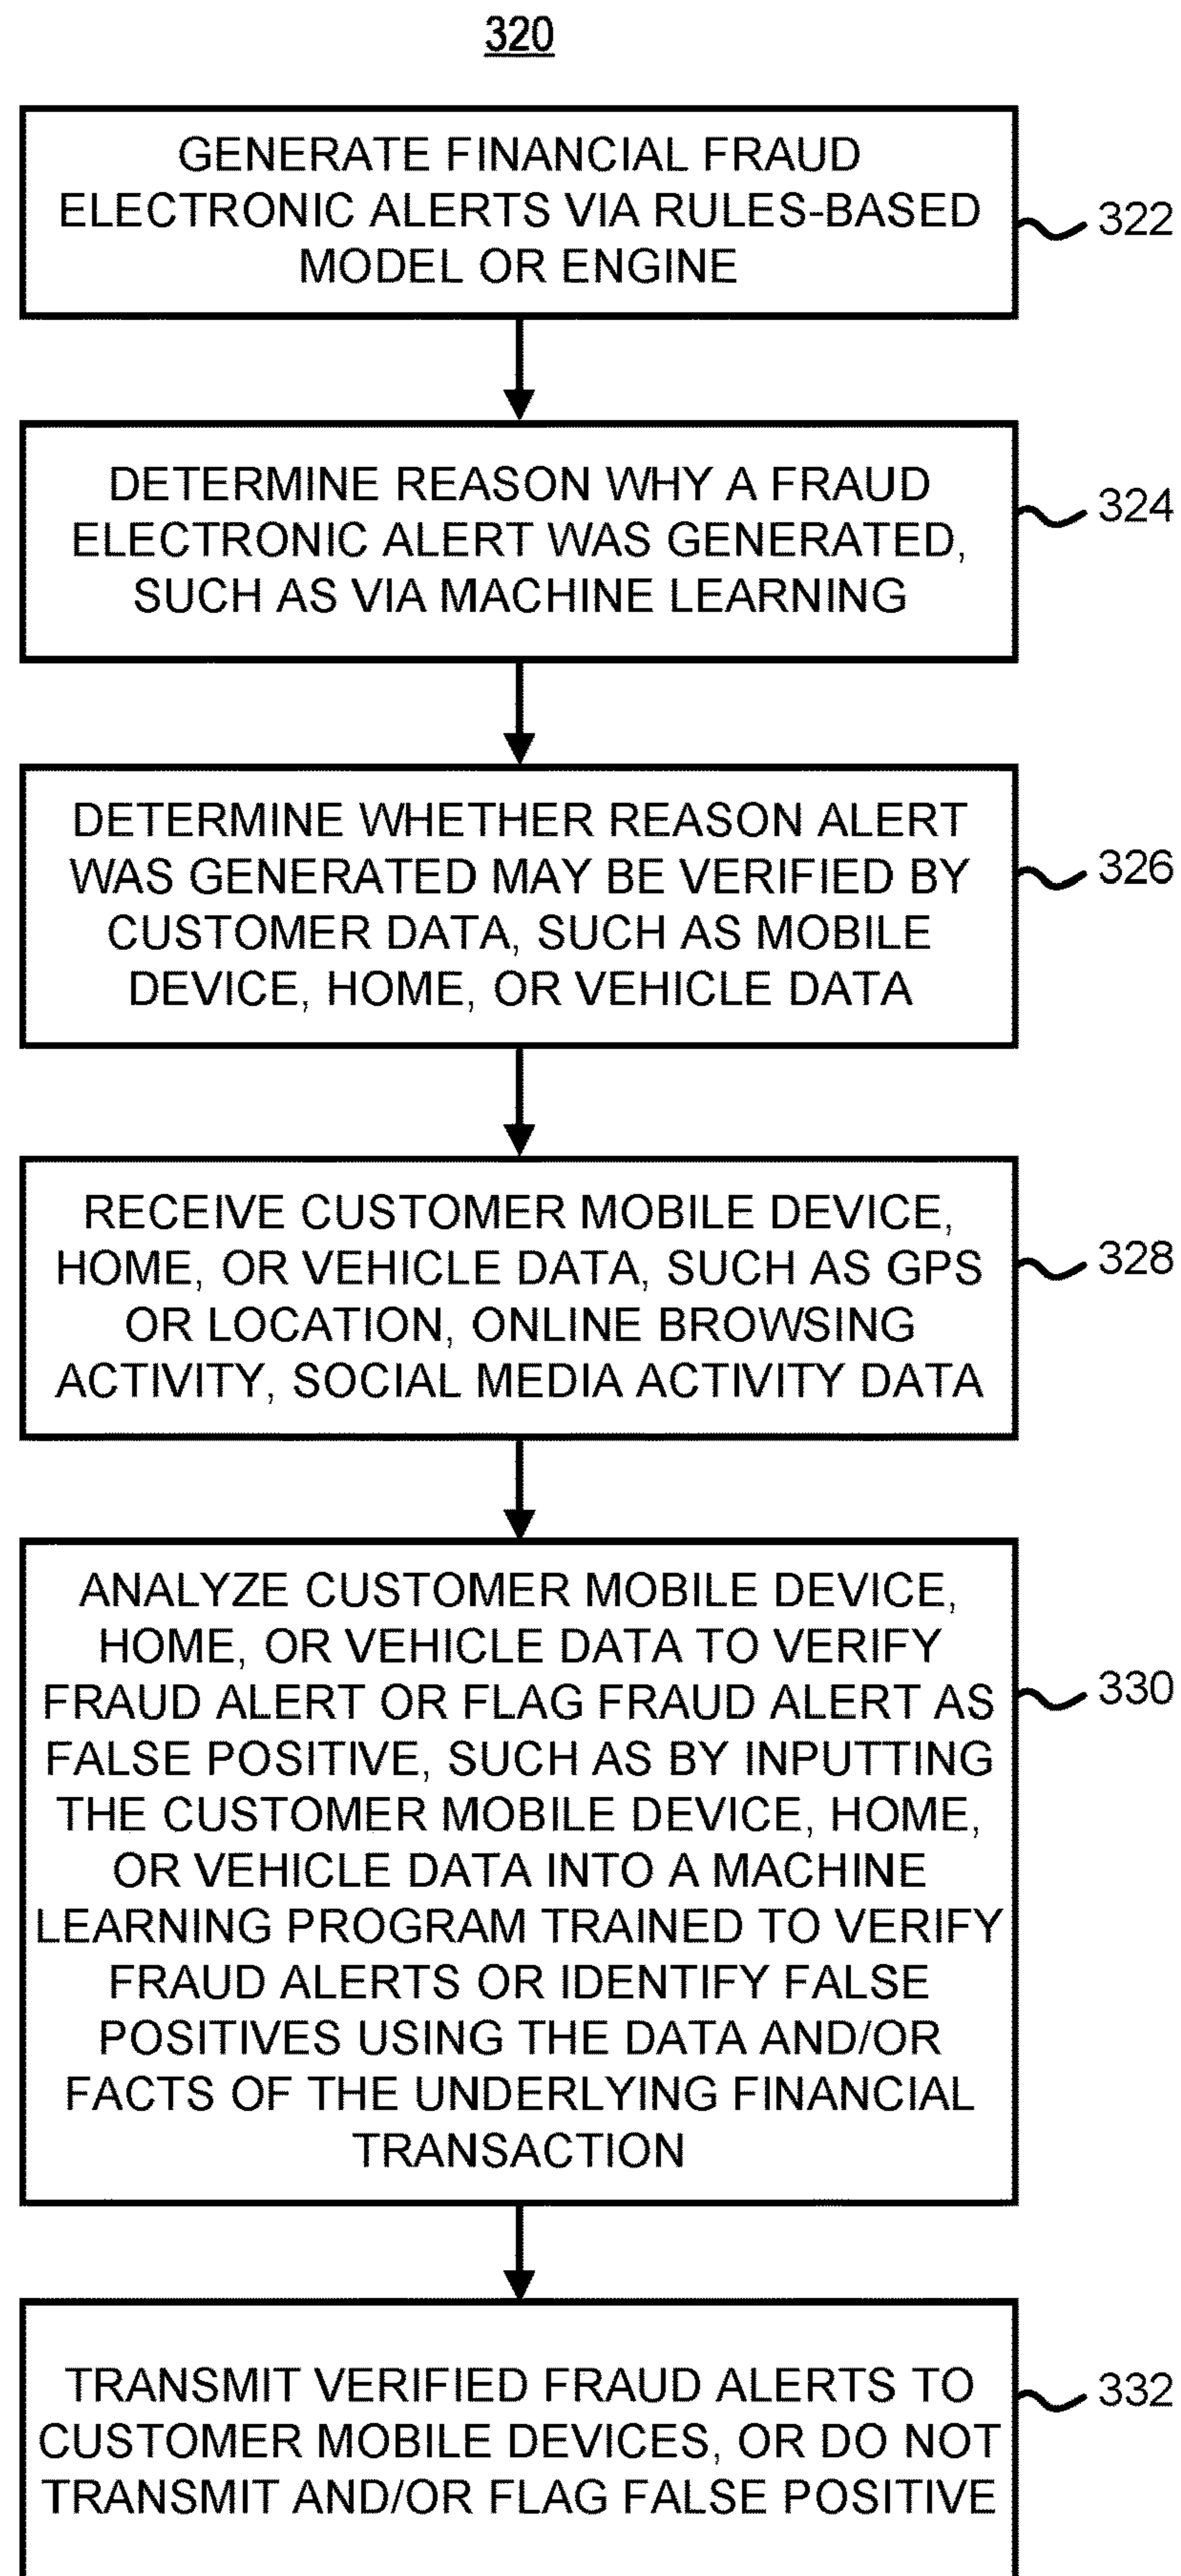 320
GENERATE FINANCIAL FRAUD
ELECTRONIC ALERTS VIA RULES-BASED
MODEL OR ENGINE
322
DETERMINE REASON WHY A FRAUD
ELECTRONIC ALERT WAS GENERATED,
SUCH AS VIA MACHINE LEARNING
324
DETERMINE WHETHER REASON ALERT
WAS GENERATED MAY BE VERIFIED BY
CUSTOMER DATA, SUCH AS MOBILE
DEVICE, HOME, OR VEHICLE DATA
326
RECEIVE CUSTOMER MOBILE DEVICE,
HOME, OR VEHICLE DATA, SUCH AS GPS
OR LOCATION, ONLINE BROWSING
ACTIVITY, SOCIAL MEDIA ACTIVITY DATA
328
ANALYZE CUSTOMER MOBILE DEVICE,
HOME, OR VEHICLE DATA TO VERIFY
FRAUD ALERT OR FLAG FRAUD ALERT AS
FALSE POSITIVE, SUCH AS BY INPUTTING
THE CUSTOMER MOBILE DEVICE, HOME,
OR VEHICLE DATA INTO A MACHINE
LEARNING PROGRAM TRAINED TO VERIFY
FRAUD ALERTS OR IDENTIFY FALSE
POSITIVES USING THE DATA AND/OR
FACTS OF THE UNDERLYING FINANCIAL
TRANSACTION
330
TRANSMIT VERIFIED FRAUD ALERTS TO
CUSTOMER MOBILE DEVICES, OR DO NOT
TRANSMIT AND/OR FLAG FALSE POSITIVE
332